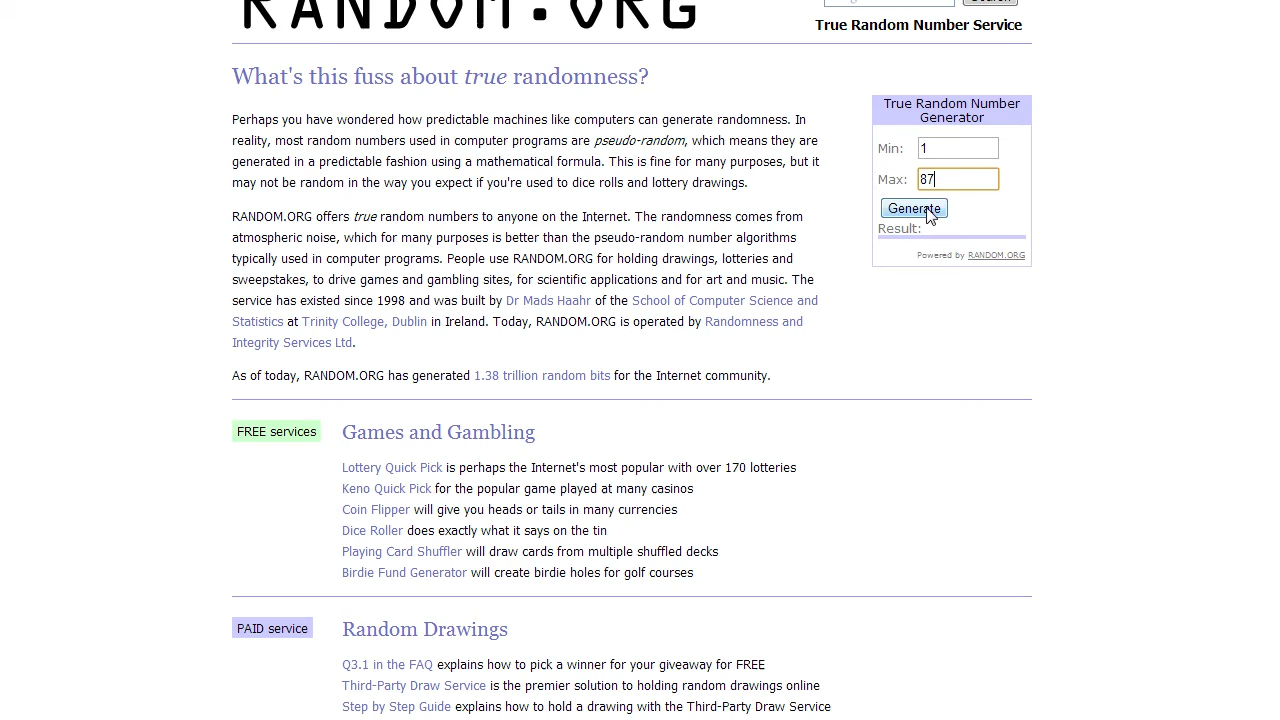 RANDOM.ORG
True Random Number Service
What's this fuss about true randomness?
Perhaps you have wondered how predictable machines like computers can generate randomness. In
reality, most random numbers used in computer programs are pseudo-random, which means they are
generated in a predictable fashion using a mathematical formula. This is fine for many purposes, but it
may not be random in the way you expect if you're used to dice rolls and lottery drawings.
RANDOM.ORG offers true random numbers to anyone on the Internet. The randomness comes from
atmospheric noise, which for many purposes is better than the pseudo-random number algorithms
typically used in computer programs. People use RANDOM.ORG for holding drawings, lotteries and
sweepstakes, to drive games and gambling sites, for scientific applications and for art and music. The
service has existed since 1998 and was built by Dr Mads Haahr of the School of Computer Science and
Statistics at Trinity College, Dublin in Ireland. Today, RANDOM.ORG is operated by Randomness and
Integrity Services Ltd.
As of today, RANDOM.ORG has generated 1.38 trillion random bits for the Internet community.
True Random Number
Generator
Min: 1
Max: 87
Generate
Result:
Powered by RANDOM.ORG
FREE services
Games and Gambling
Lottery Quick Pick is perhaps the Internet's most popular with over 170 lotteries
Keno Quick Pick for the popular game played at many casinos
Coin Flipper will give you heads or tails in many currencies
Dice Roller does exactly what it says on the tin
Playing Card Shuffler will draw cards from multiple shuffled decks
Birdie Fund Generator will create birdie holes for golf courses
PAID service
Random Drawings
Q3.1 in the FAQ explains how to pick a winner for your giveaway for FREE
Third-Party Draw Service is the premier solution to holding random drawings online
Step by Step Guide explains how to hold a drawing with the Third-Party Draw Service